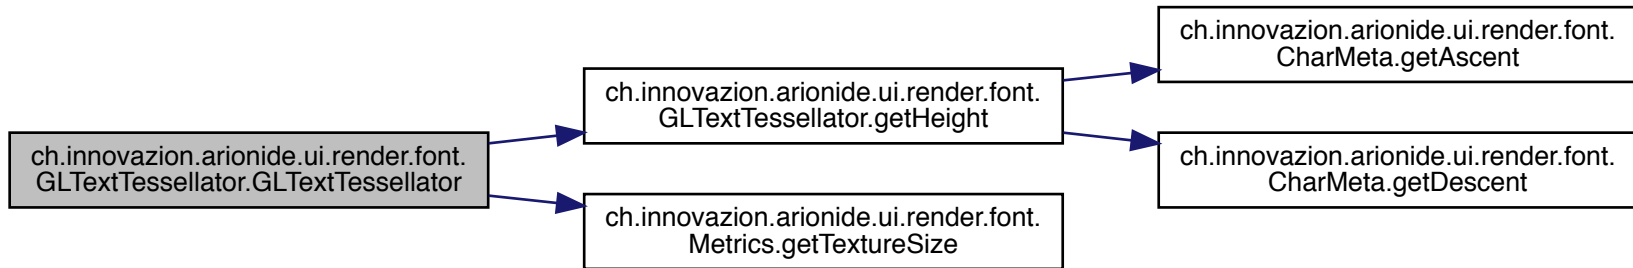 ch.innovazion.arionide.ui.render.font.
GLTextTessellator.GLTextTessellator
ch.innovazion.arionide.ui.render.font.
GLTextTessellator.getHeight
ch.innovazion.arionide.ui.render.font.
Metrics.getTextureSize
ch.innovazion.arionide.ui.render.font.
CharMeta.getAscent
ch.innovazion.arionide.ui.render.font.
CharMeta.getDescent